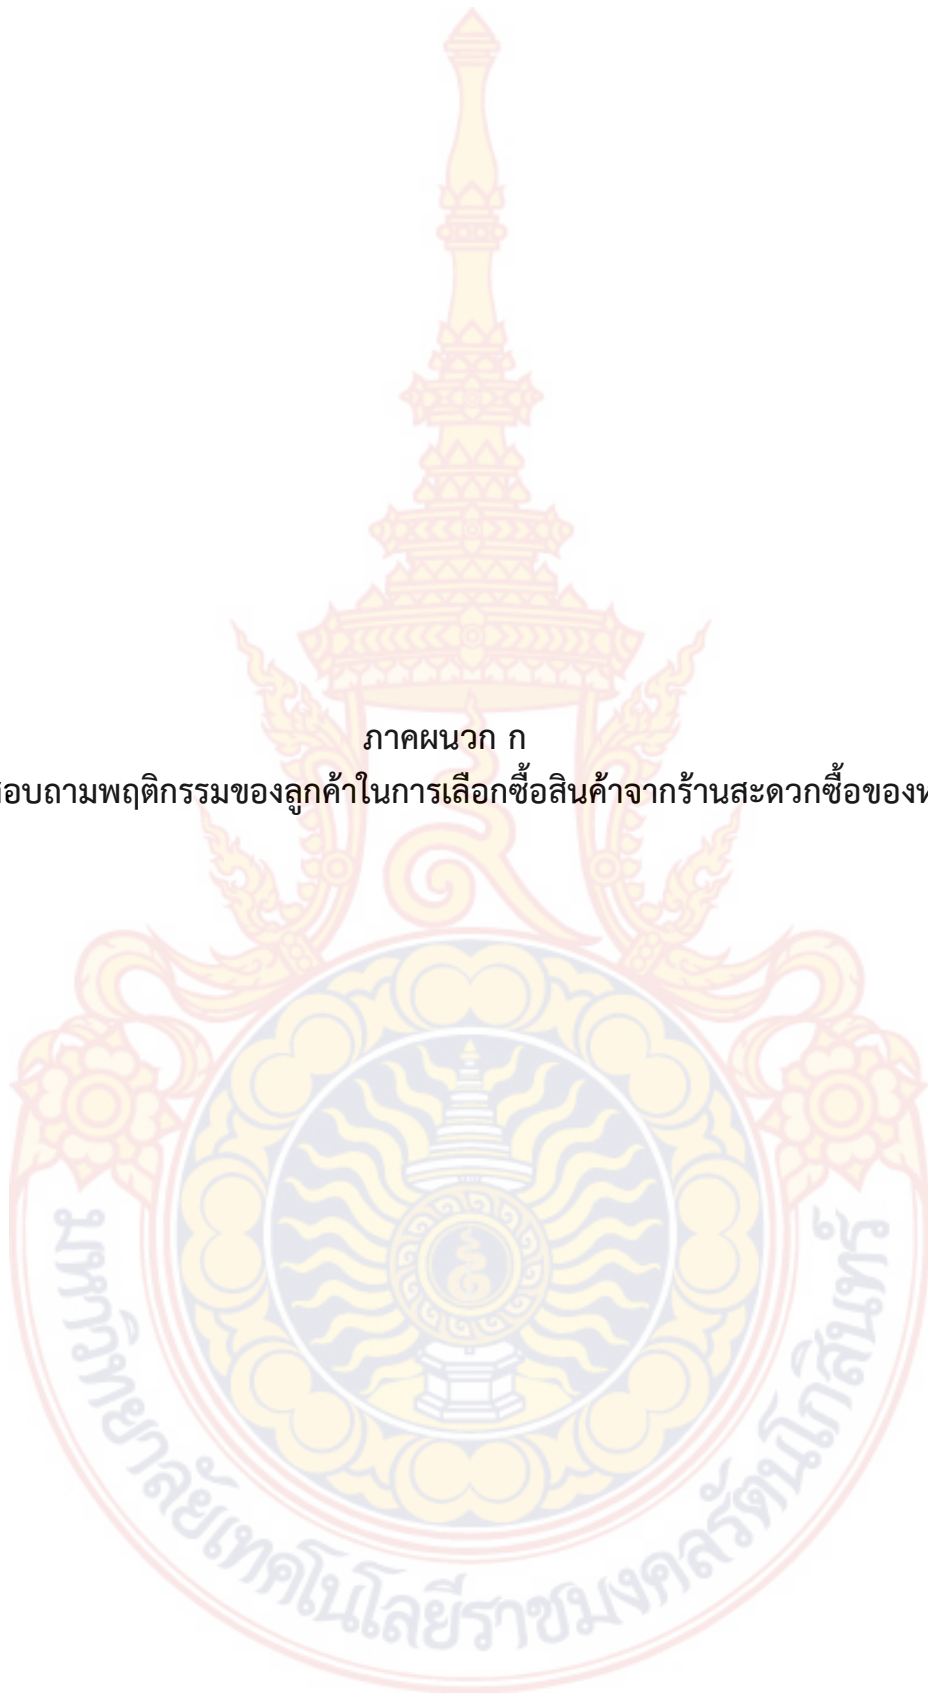 ภาคผนวก ก
สอบถามพฤติกรรมของลูกค้าในการเลือกซื้อสินค้าจากร้านสะดวกซื้อของ
มหาวิทยาลัยเทคโนโลยีราชมงคลรัตนโกสินทร์